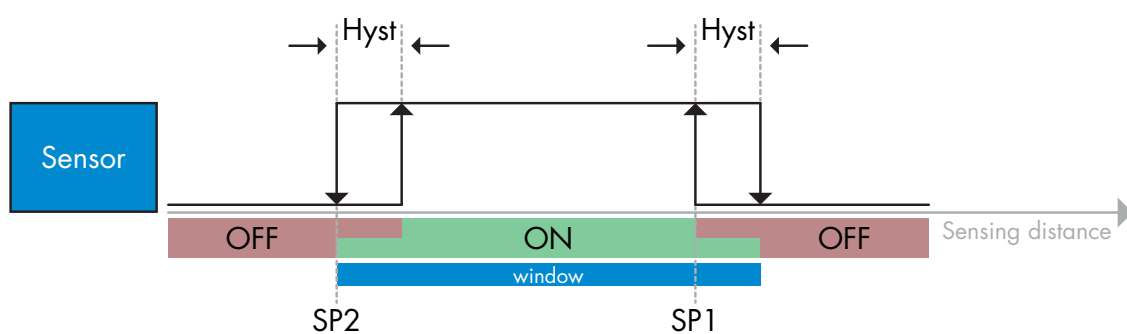 Hyst
Hyst
Sensor
OFF
ON
OFF
Sensing distance
window
SP2
SP1